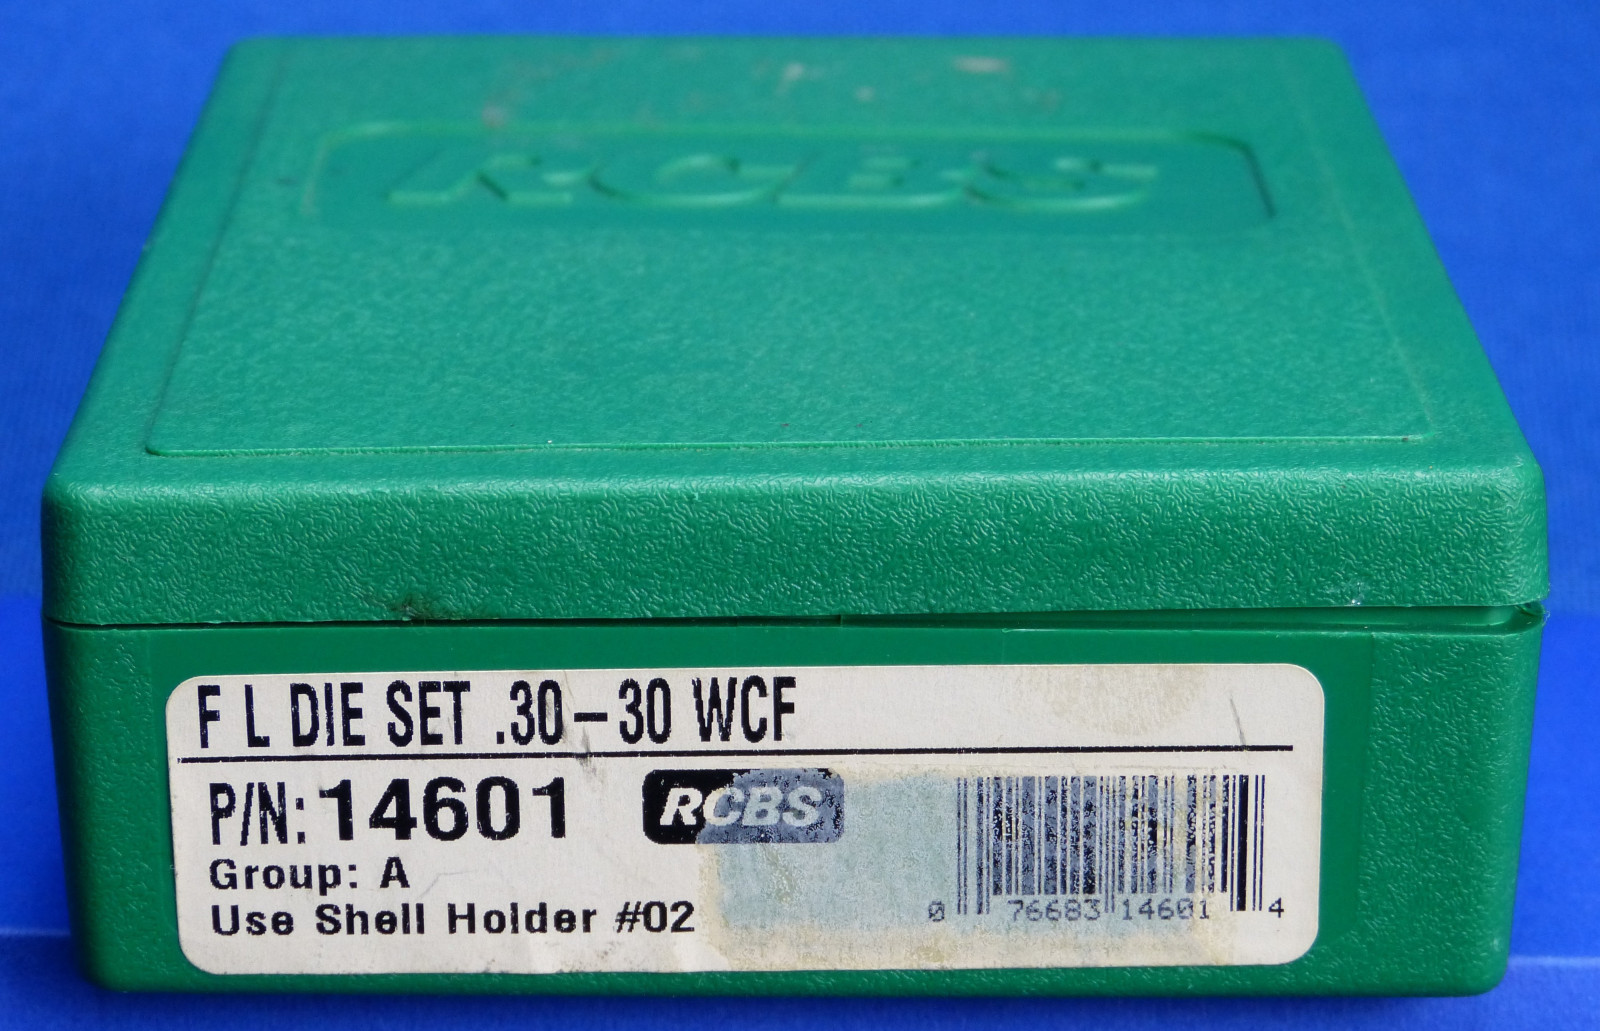 RCBS
F L DIE SET .30-30 WCF
P/N: 14601 RCBS
Group: A
Use Shell Holder #02
0 76683 14601 4